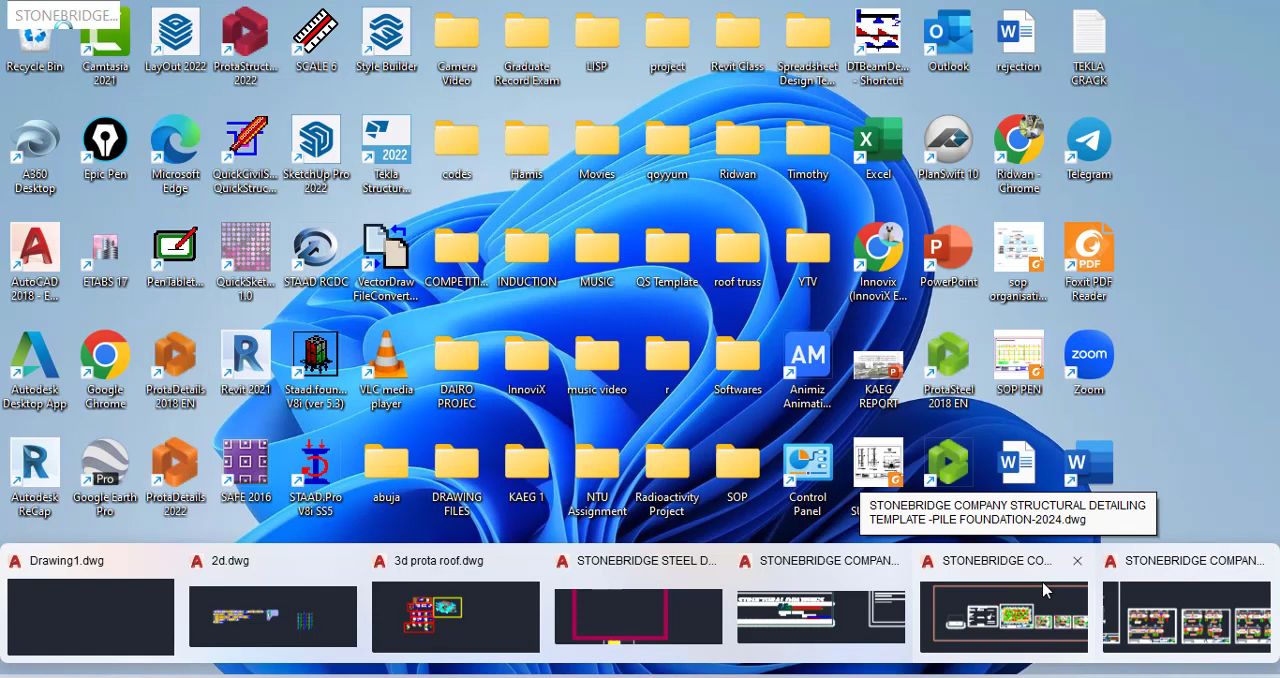 STONEBRIDGE...
Recycle Bin
Camtasia
2021
LayOut 2022
ProtaStruct...
2022
SCALE 6
Style Builder
Camera
Video
Graduate
Record Exam
LISP
project
Revit Class
Spreadsheet
Design Te...
DTBeamDe...
- Shortcut
Outlook
rejection
TEKLA
CRACK
A360
Desktop
Epic Pen
Microsoft
Edge
QuickCivilS...
QuickStruc...
SketchUp Pro
2022
2022
Tekla
Structur...
codes
Hamis
Movies
qoyyum
Ridwan
Timothy
Excel
PlanSwift 10
Ridwan -
Chrome
Telegram
AutoCAD
2018 - E...
ETABS 17
PenTablet...
QuickSket...
1.0
STAAD RCDC
VectorDraw
FileConvert...
COMPETITI...
INDUCTION
MUSIC
QS Template
roof truss
YTV
Innovix
(InnoviX E...
PowerPoint
sop
organisati...
PDF
Foxit PDF
Reader
Autodesk
Desktop App
Google
Chrome
ProtaDetails
2018 EN
Revit 2021
Staad.foun...
V8i (ver 5.3)
VLC media
player
DAIRO
PROJEC
InnoviX
music video
r
Softwares
AM
Animiz
Animati...
KAEG
REPORT
ProtaSteel
2018 EN
SOP PEN
zoom
Zoom
Autodesk
ReCap
Pro
Google Earth
Pro
ProtaDetails
2022
SAFE 2016
STAAD.Pro
V8i SS5
abuja
DRAWING
FILES
KAEG 1
NTU
Assignment
Radioactivity
Project
SOP
Control
Panel
STONEBRIDGE COMPANY STRUCTURAL DETAILING
TEMPLATE -PILE FOUNDATION-2024.dwg
Drawing1.dwg
2d.dwg
3d prota roof.dwg
STONEBRIDGE STEEL D...
STONEBRIDGE COMPAN...
STONEBRIDGE CO...
STONEBRIDGE COMPAN...